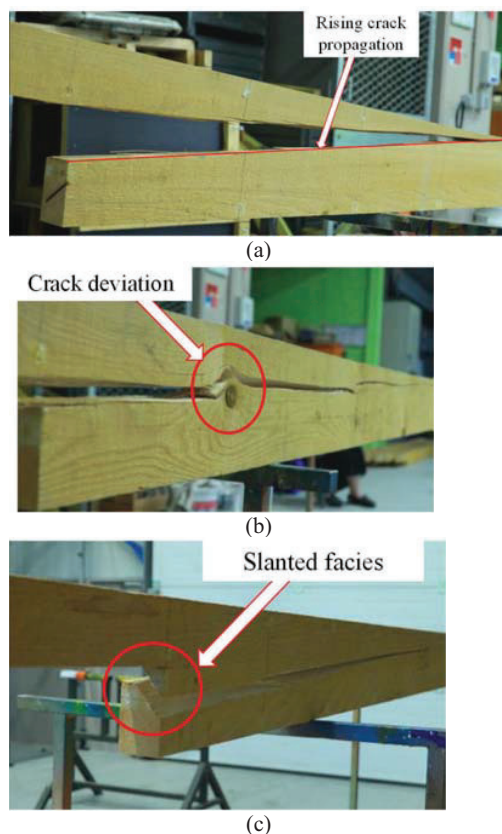 Rising crack
propagation
(a)
Crack deviation
(b)
Slanted facies
(c)